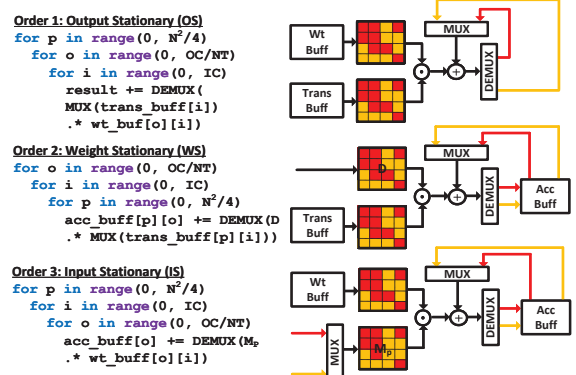 Order 1: Output Stationary (OS)
for p in range(0, N²/4)
for o in range(0, OC/NT)
for i in range(0, IC)
result += DEMUX(
MUX(trans_buff[i])
.* wt_buf[o][i])
Wt
Buff
Trans
Buff
MUX
DEMUX
Order 2: Weight Stationary (WS)
for o in range(0, OC/NT)
for i in range(0, IC)
for p in range(0, N²/4)
acc_buff[p][o] += DEMUX(D
.* MUX(trans_buff[p][i]))
D
Trans
Buff
MUX
DEMUX
Acc
Buff
Order 3: Input Stationary (IS)
for p in range(0, N²/4)
for i in range(0, IC)
for o in range(0, OC/NT)
acc_buff[o] += DEMUX(Mₚ
.* wt_buf[o][i])
Wt
Buff
MUX
Mₚ
MUX
DEMUX
Acc
Buff